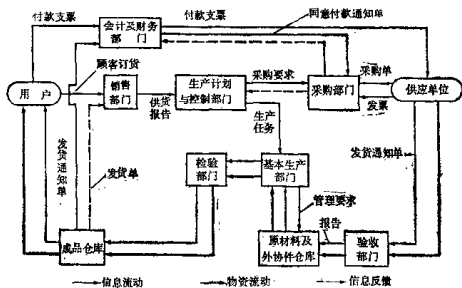 付款支票
会计及财务
部 门
付款支票
同意付款通知单
顾客订货
用 户
销售
部门
供货
报告
生产计划
与控制部门
采购要求
采购部门
采购单
发票
供应单位
生产
任务
发货通知单
发货单
检验
部门
基本生产
部门
发货通知单
管理要求
成品仓库
原材料及
外协件仓库
报告
验收
部门
信息流动
物资流动
信息反馈